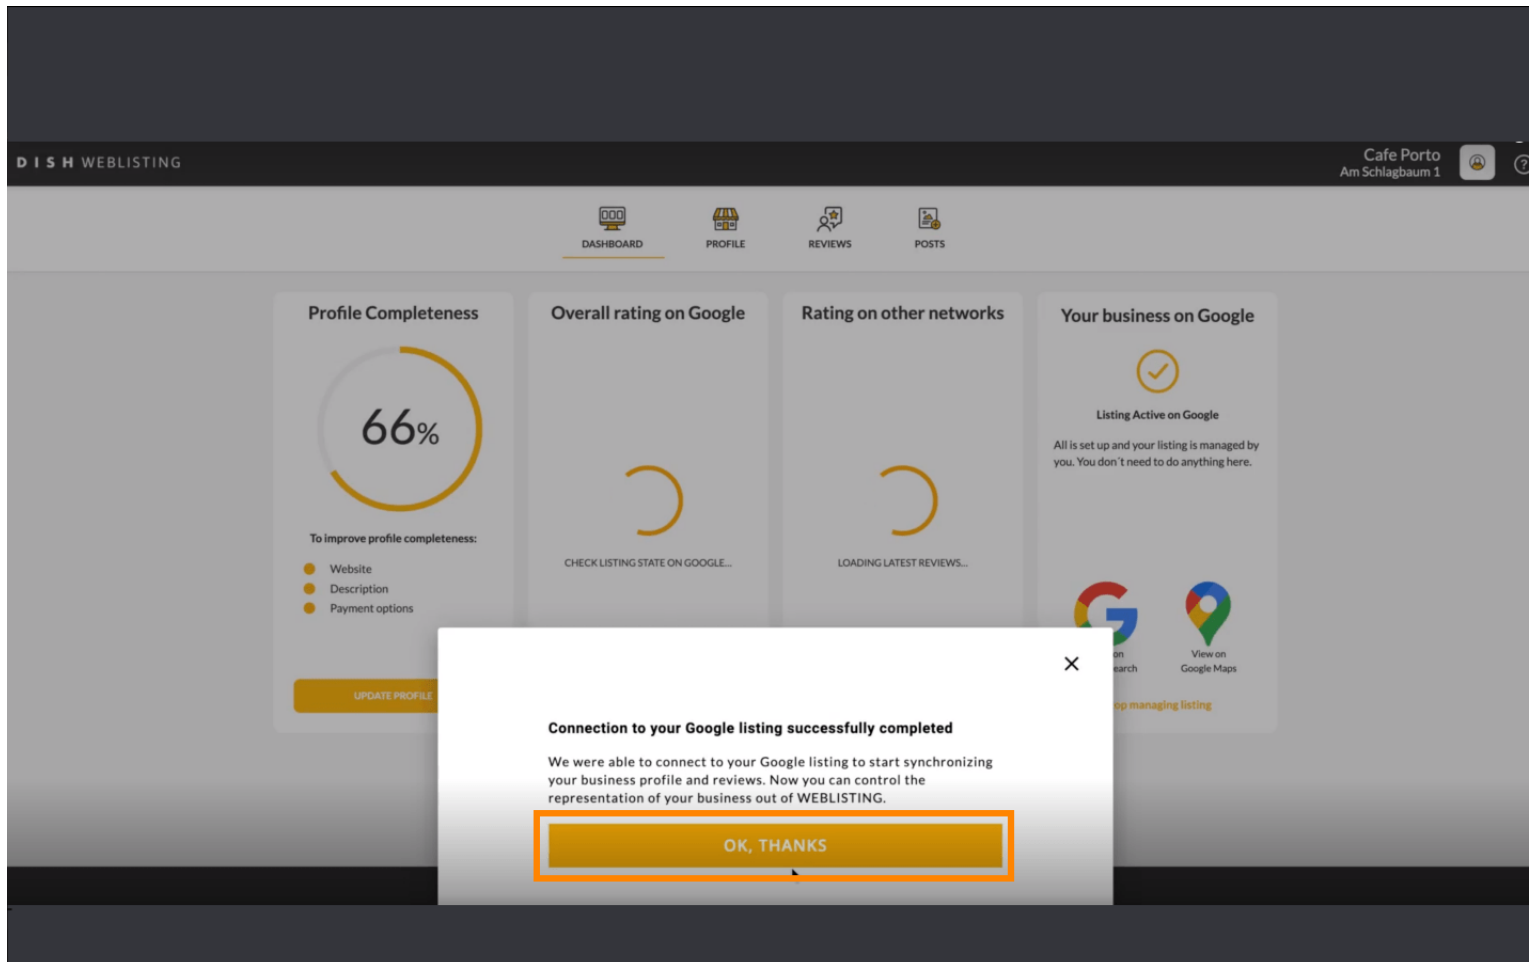 DISH WEBLISTING
Cafe Porto
Am Schlagbaum 1
?
DASHBOARD
PROFILE
REVIEWS
POSTS
Profile Completeness
66%
To improve profile completeness:
Website
Description
Payment options
UPDATE PROFILE
Overall rating on Google
CHECK LISTING STATE ON GOOGLE...
Rating on other networks
LOADING LATEST REVIEWS...
Your business on Google
Listing Active on Google
All is set up and your listing is managed by
you. You don´t need to do anything here.
on
earch
View on
Google Maps
op managing listing
Connection to your Google listing successfully completed
We were able to connect to your Google listing to start synchronizing
your business profile and reviews. Now you can control the
representation of your business out of WEBLISTING.
OK, THANKS